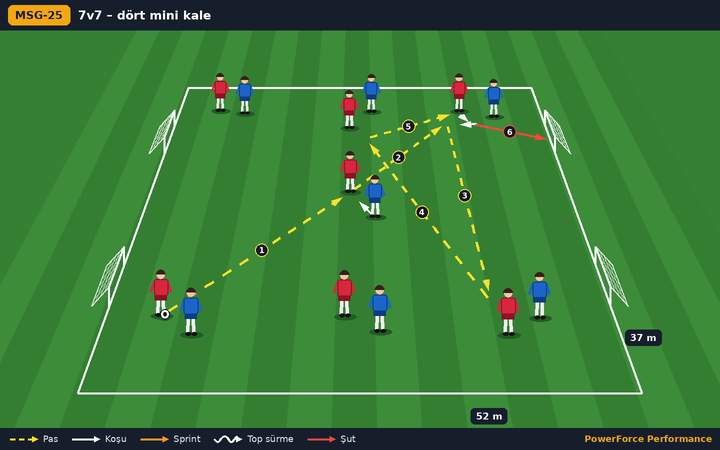 MSG-25 7v7 – dört mini kale
5
6
2
3
4
1
37 m
52 m
Pas Koşu Sprint Top sürme Şut PowerForce Performance